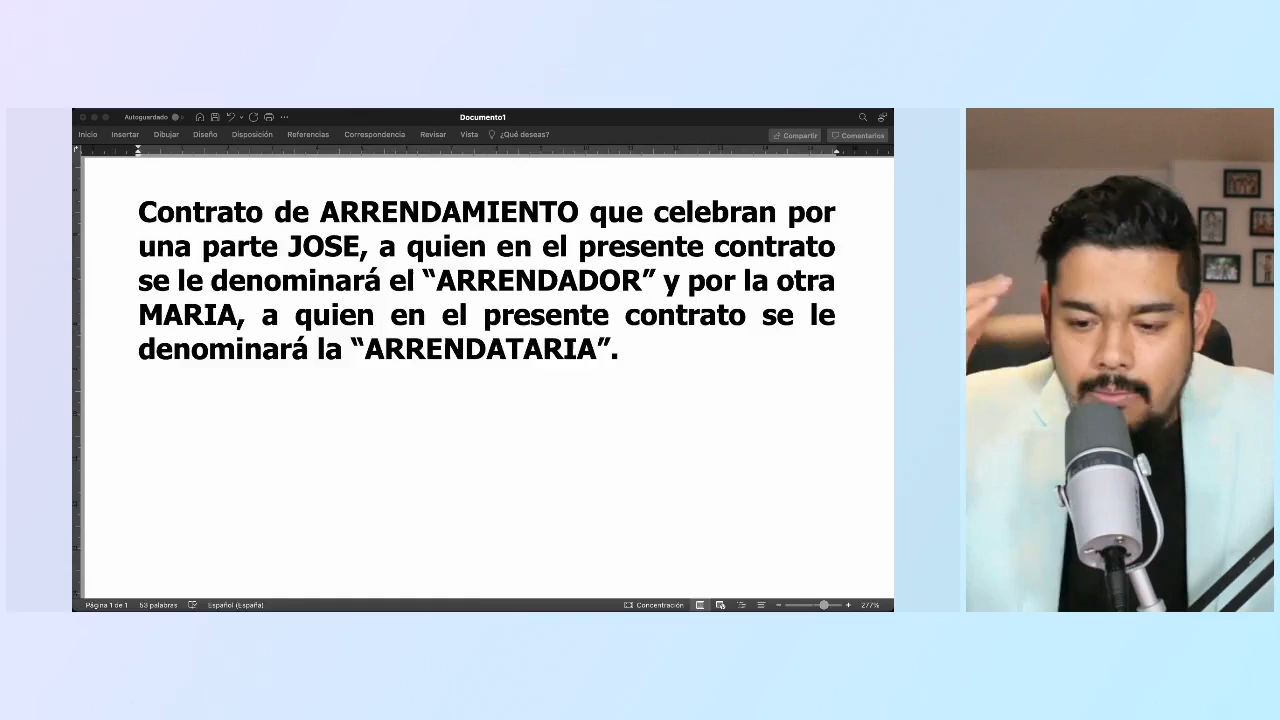 Autoguardado
Documento1
Inicio Insertar Dibujar Diseño Disposición Referencias Correspondencia Revisar Vista ¿Qué deseas? Compartir Comentarios
Contrato de ARRENDAMIENTO que celebran por
una parte JOSE, a quien en el presente contrato
se le denominará el “ARRENDADOR” y por la otra
MARIA, a quien en el presente contrato se le
denominará la “ARRENDATARIA”.
Página 1 de 1 53 palabras Español (España) Concentración 277%